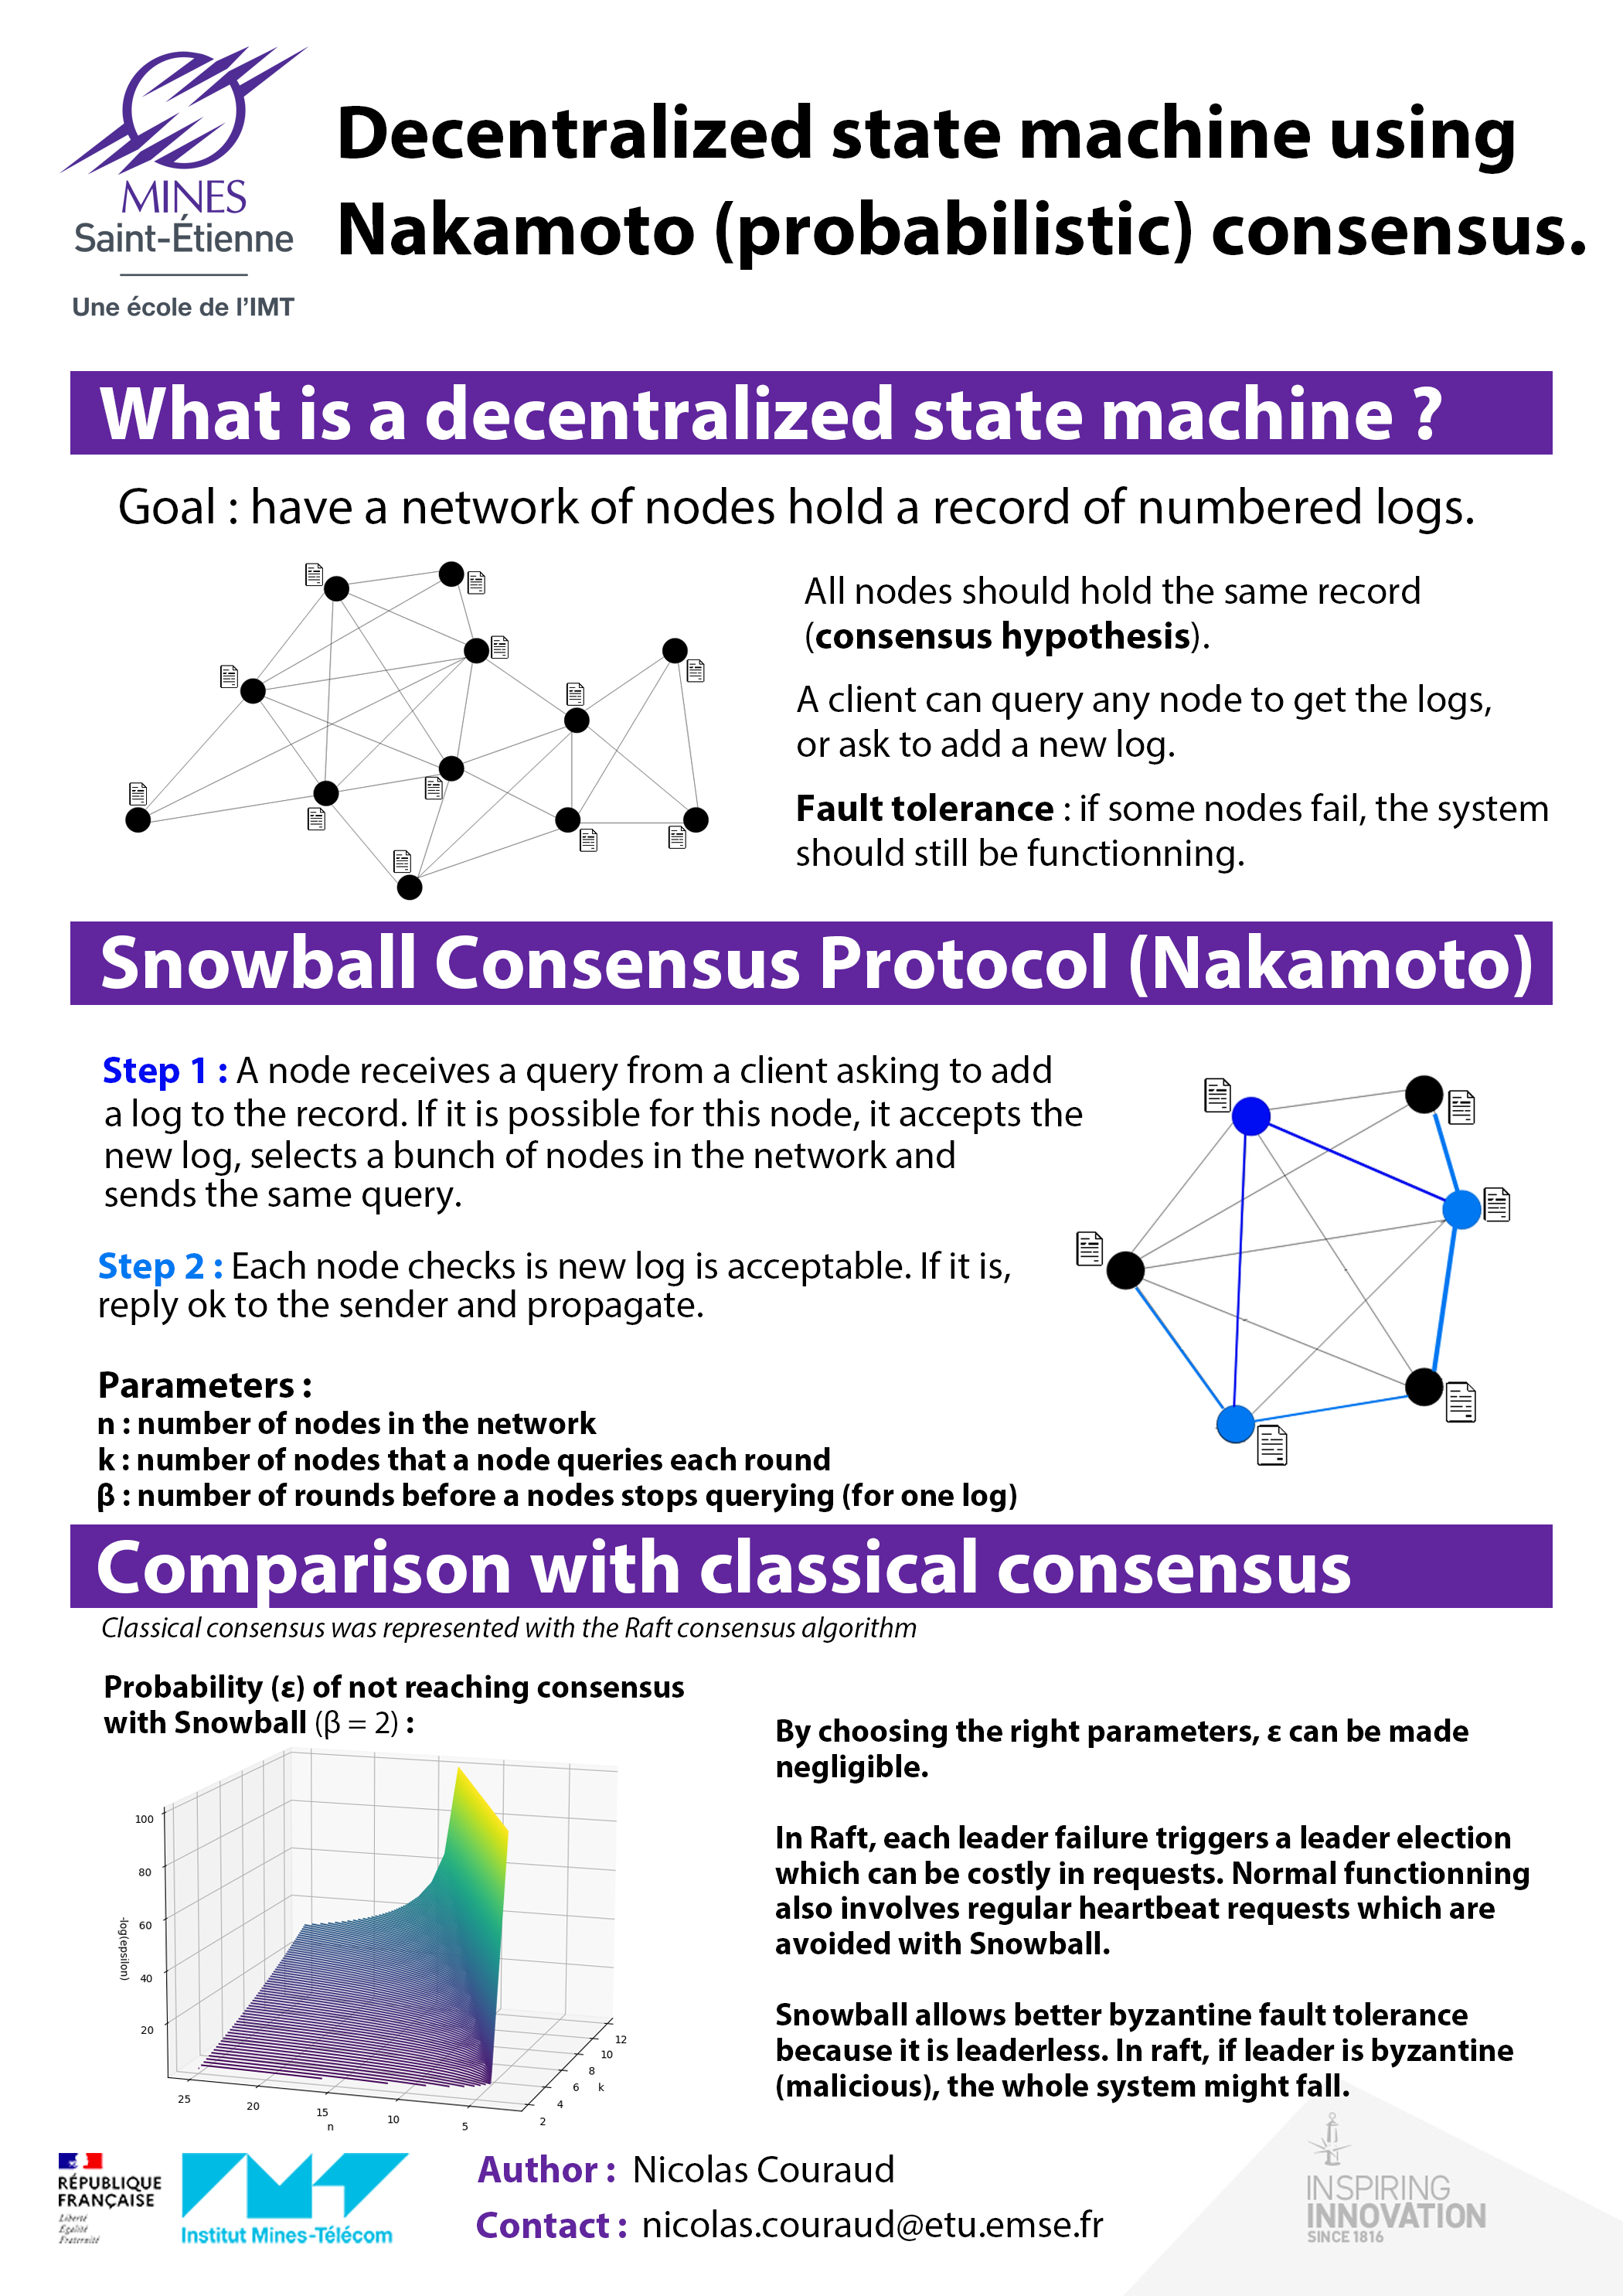 MINES
Saint-Étienne
Une école de l'IMT
Decentralized state machine using
Nakamoto (probabilistic) consensus.
What is a decentralized state machine ?
Goal : have a network of nodes hold a record of numbered logs.
All nodes should hold the same record
(consensus hypothesis).
A client can query any node to get the logs,
or ask to add a new log.
Fault tolerance : if some nodes fail, the system
should still be functionning.
Snowball Consensus Protocol (Nakamoto)
Step 1 : A node receives a query from a client asking to add
a log to the record. If it is possible for this node, it accepts the
new log, selects a bunch of nodes in the network and
sends the same query.
Step 2 : Each node checks is new log is acceptable. If it is,
reply ok to the sender and propagate.
Parameters :
n : number of nodes in the network
k : number of nodes that a node queries each round
β : number of rounds before a nodes stops querying (for one log)
Comparison with classical consensus
Classical consensus was represented with the Raft consensus algorithm
Probability (ε) of not reaching consensus
with Snowball (β = 2) :
100
80
60
40
20
-log(epsilon)
25
20
15
10
5
n
2
4
6
8
10
12
k
By choosing the right parameters, ε can be made
negligible.
In Raft, each leader failure triggers a leader election
which can be costly in requests. Normal functionning
also involves regular heartbeat requests which are
avoided with Snowball.
Snowball allows better byzantine fault tolerance
because it is leaderless. In raft, if leader is byzantine
(malicious), the whole system might fall.
RÉPUBLIQUE
FRANÇAISE
Liberté
Égalité
Fraternité
Institut Mines-Télécom
Author : Nicolas Couraud
Contact : nicolas.couraud@etu.emse.fr
INSPIRING
INNOVATION
SINCE 1816